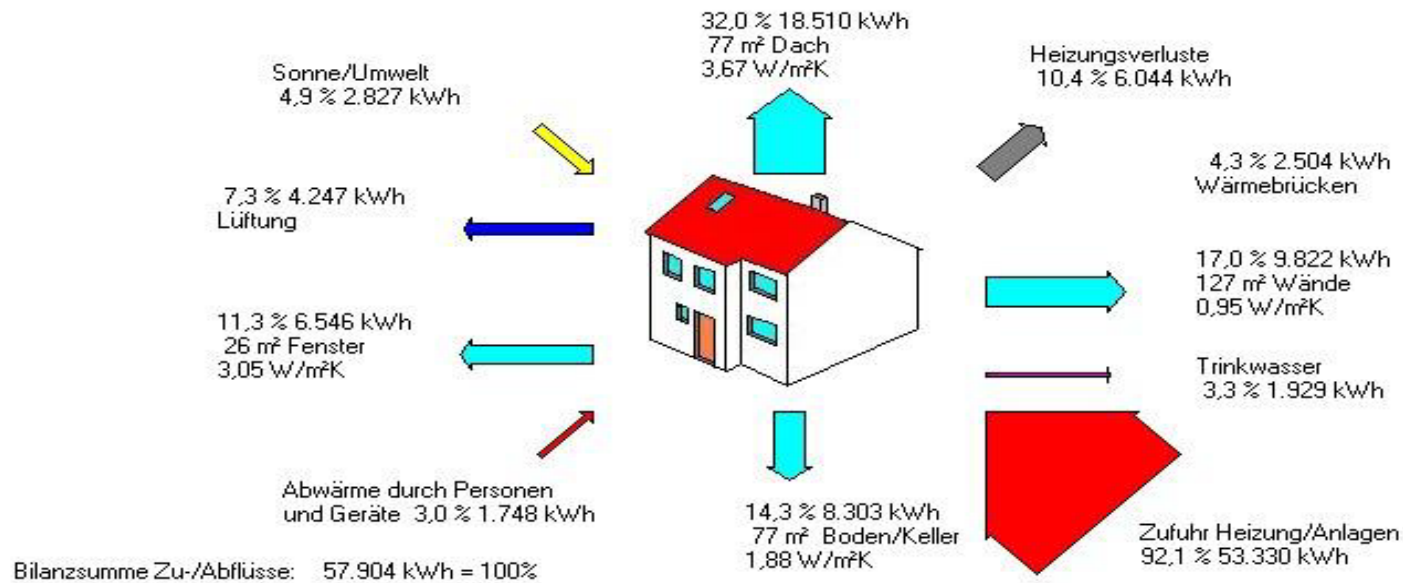 32,0 % 18.510 kWh
77 m² Dach
3,67 W/m²K
Heizungsverluste
10,4 % 6.044 kWh
Sonne/Umwelt
4,9 % 2.827 kWh
4,3 % 2.504 kWh
Wärmebrücken
7,3 % 4.247 kWh
Lüftung
17,0 % 9.822 kWh
127 m² Wände
0,95 W/m²K
11,3 % 6.546 kWh
26 m² Fenster
3,05 W/m²K
Trinkwasser
3,3 % 1.929 kWh
Abwärme durch Personen
und Geräte 3,0 % 1.748 kWh
14,3 % 8.303 kWh
77 m² Boden/Keller
1,88 W/m²K
Zufuhr Heizung/Anlagen
92,1 % 53.330 kWh
Bilanzsumme Zu-/Abflüsse: 57.904 kWh = 100%